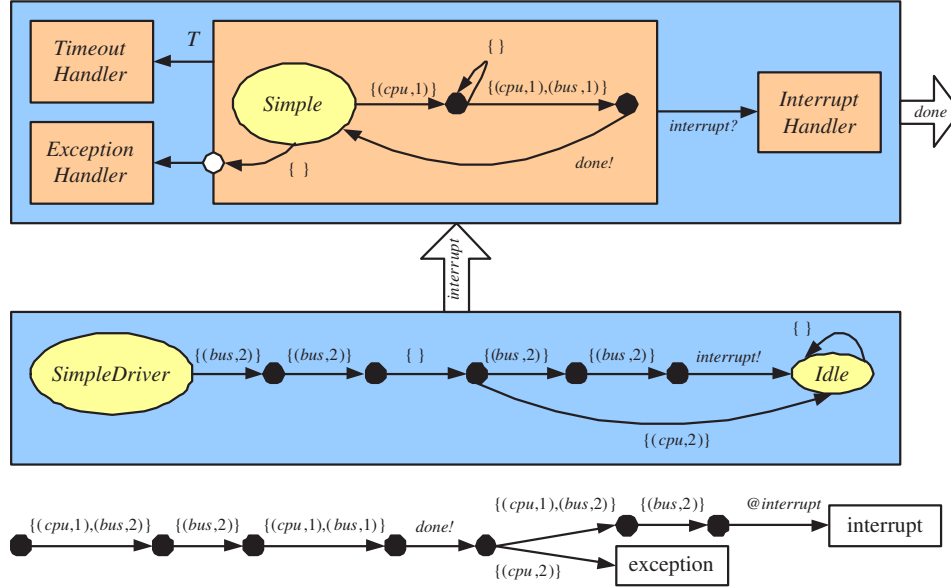 Timeout
Handler
T
{ }
Simple
{(cpu,1)}
{(cpu,1),(bus,1)}
Exception
Handler
{ }
done!
interrupt?
Interrupt
Handler
done
interrupt
SimpleDriver
{(bus,2)}
{(bus,2)}
{ }
{(bus,2)}
{(bus,2)}
interrupt!
{ }
Idle
{(cpu,2)}
{(cpu,1),(bus,2)}
{(bus,2)}
{(cpu,1),(bus,1)}
done!
{(cpu,1),(bus,2)}
{(bus,2)}
@interrupt
interrupt
{(cpu,2)}
exception